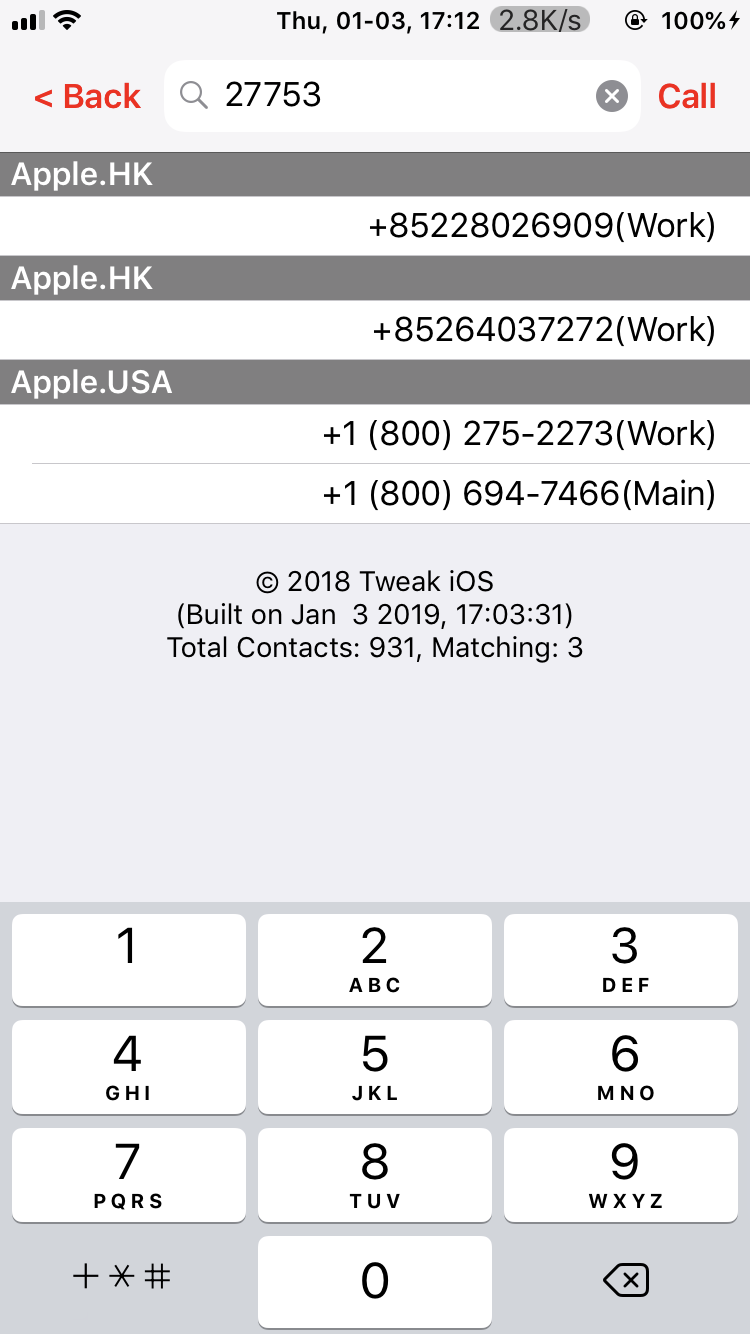 Thu, 01-03, 17:12 2.8K/s 100%
< Back 27753 Call
Apple.HK
+85228026909(Work)
Apple.HK
+85264037272(Work)
Apple.USA
+1 (800) 275-2273(Work)
+1 (800) 694-7466(Main)
© 2018 Tweak iOS
(Built on Jan  3 2019, 17:03:31)
Total Contacts: 931, Matching: 3
1 2 3
ABC DEF
4 5 6
GHI JKL MNO
7 8 9
PQRS TUV WXYZ
+*# 0